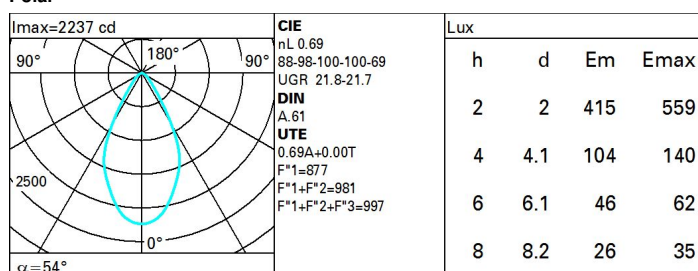 Imax=2237 cd
90° 180° 90°
2500
0°
α=54°
CIE
nL 0.69
88-98-100-100-69
UGR 21.8-21.7
DIN
A.61
UTE
0.69A+0.00T
F"1=877
F"1+F"2=981
F"1+F"2+F"3=997
Lux
h d Em Emax
2 2 415 559
4 4.1 104 140
6 6.1 46 62
8 8.2 26 35